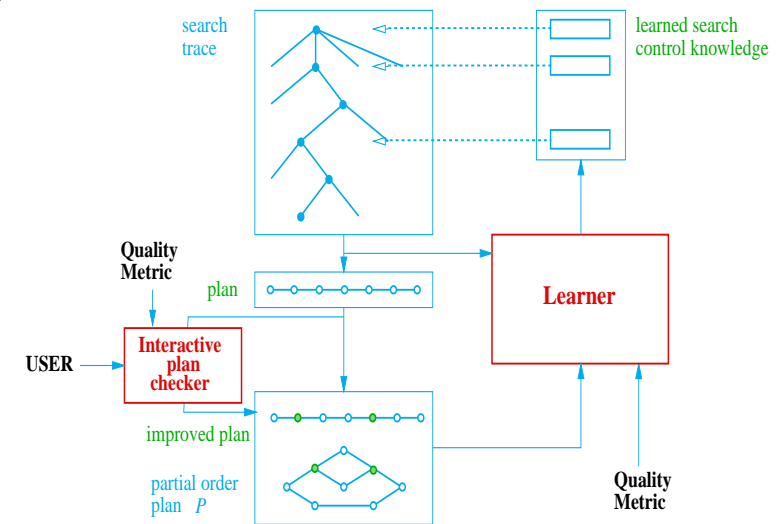 search
trace
learned search
control knowledge
Quality
Metric
plan
Learner
USER
Interactive
plan
checker
improved plan
partial order
plan P
Quality
Metric